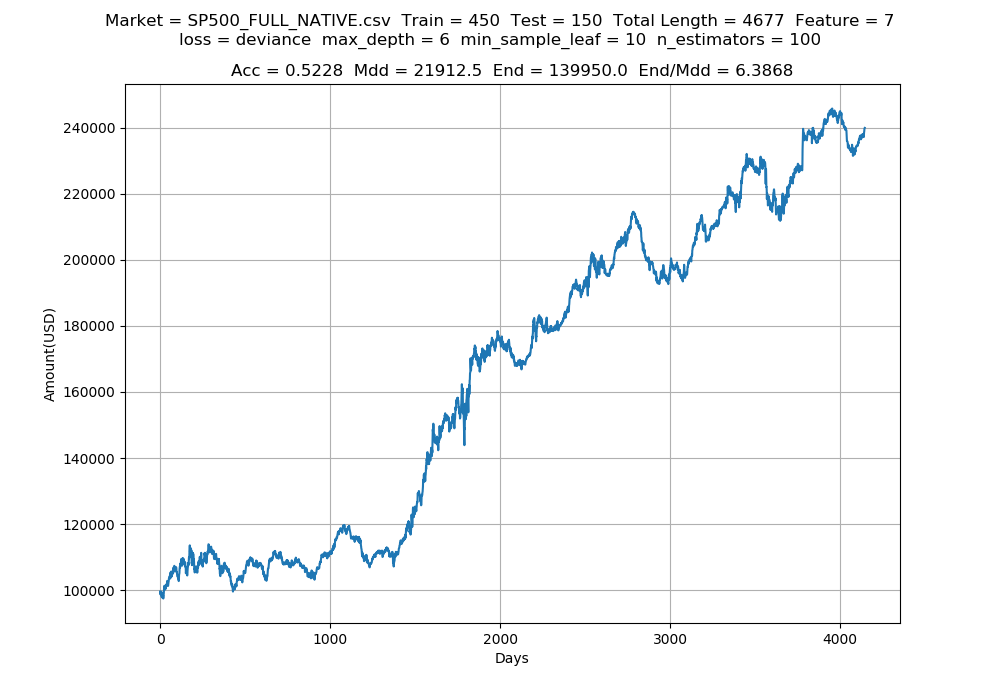 Market = SP500_FULL_NATIVE.csv  Train = 450  Test = 150  Total Length = 4677  Feature = 7
loss = deviance  max_depth = 6  min_sample_leaf = 10  n_estimators = 100
Acc = 0.5228  Mdd = 21912.5  End = 139950.0  End/Mdd = 6.3868
240000
220000
200000
180000
160000
140000
120000
100000
Amount(USD)
0 1000 2000 3000 4000
Days